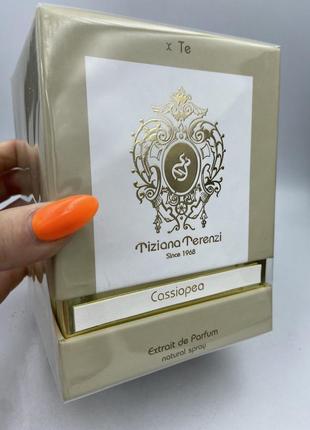 x Te
Tiziana Terenzi
Since 1968
Cassiopea
Extrait de Parfum
natural spray